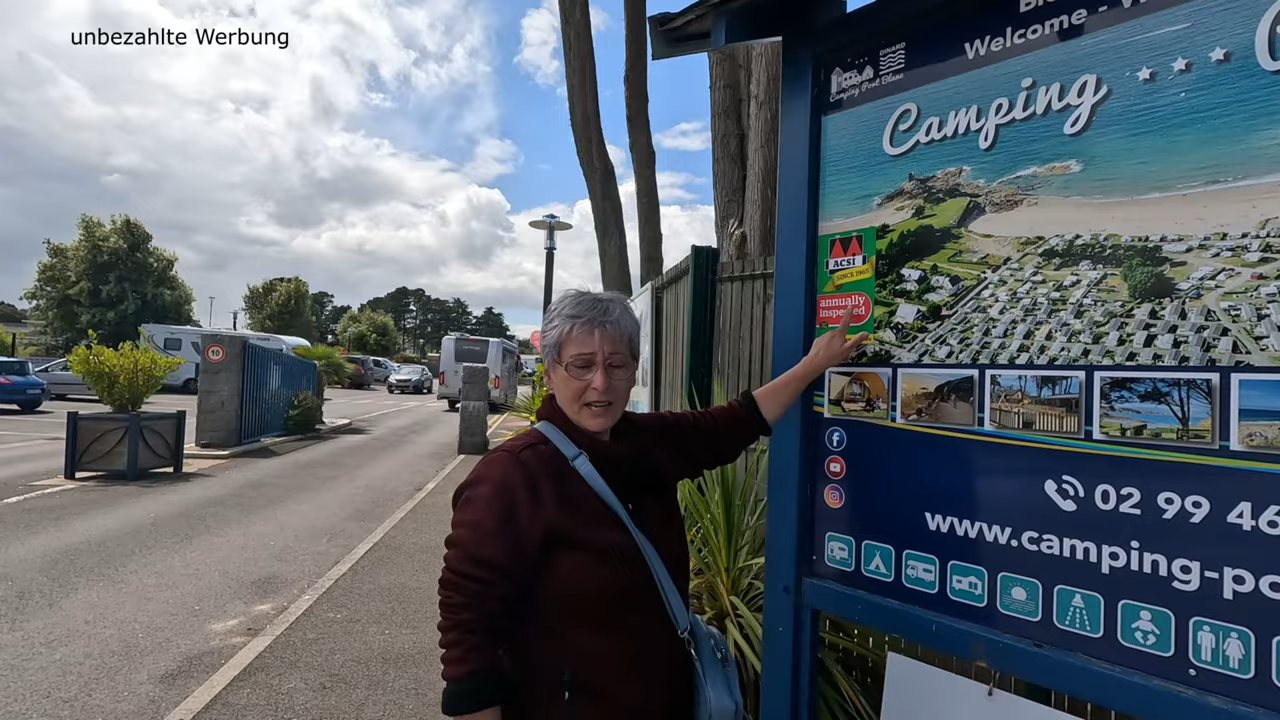 unbezahlte Werbung
Welcome - W
DINARD
Camping Port Blanc
Camping
ACSI
SINCE 1965
annually
inspected
02 99 46
www.camping-po
10